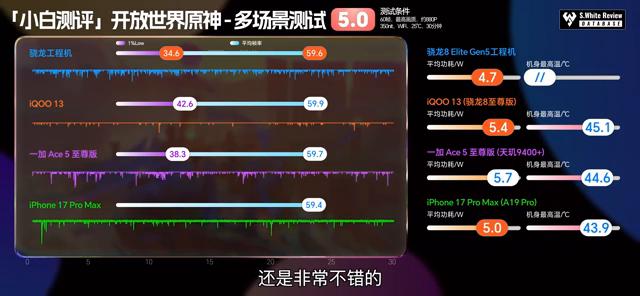 「小白测评」开放世界原神-多场景测试 5.0
测试条件
60帧、最高画质、约880P
350nit、WiFi、25℃、30分钟
S.White Review
DATABASE
1%Low 平均帧率
骁龙工程机 34.6 59.6
iQOO 13 42.6 59.9
一加 Ace 5 至尊版 38.3 59.7
iPhone 17 Pro Max 59.4
0 5 10 15 20 25 30
骁龙8 Elite Gen5工程机
平均功耗/W 机身最高温/℃
4.7 //
iQOO 13 (骁龙8至尊版)
平均功耗/W 机身最高温/℃
5.4 45.1
一加 Ace 5 至尊版 (天玑9400+)
平均功耗/W 机身最高温/℃
5.7 44.6
iPhone 17 Pro Max (A19 Pro)
平均功耗/W 机身最高温/℃
5.0 43.9
还是非常不错的